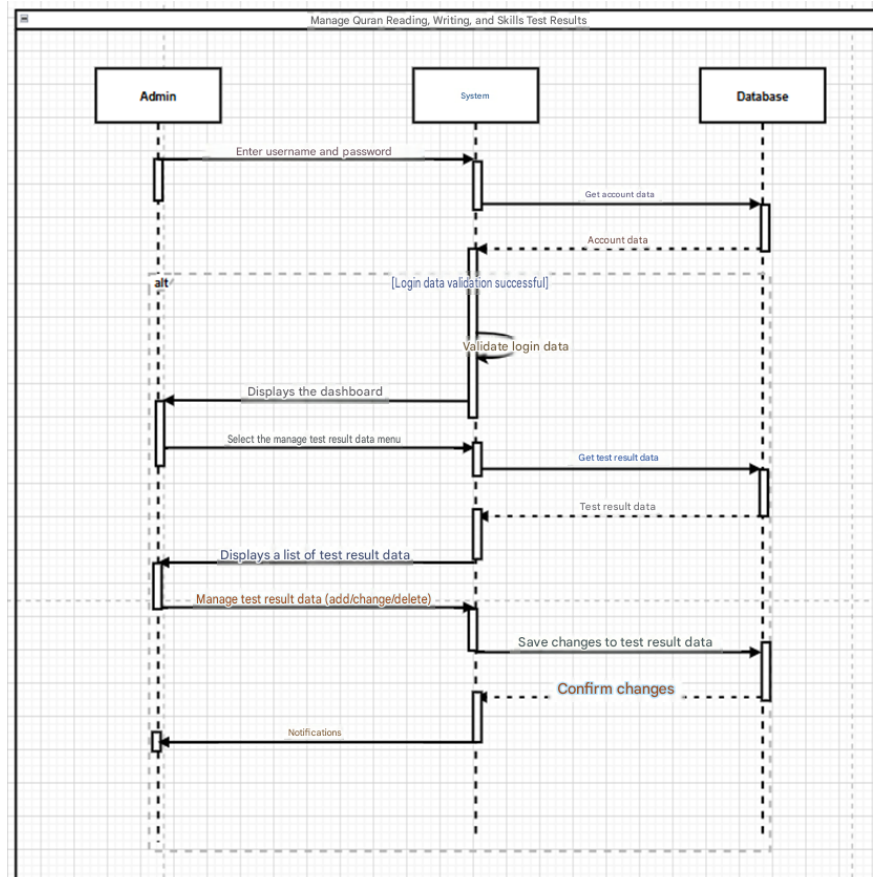 Manage Quran Reading, Writing, and Skills Test Results
Admin
System
Database
Enter username and password
Get account data
Account data
alt
[Login data validation successful]
Validate login data
Displays the dashboard
Select the manage test result data menu
Get test result data
Test result data
Displays a list of test result data
Manage test result data (add/change/delete)
Save changes to test result data
Confirm changes
Notifications